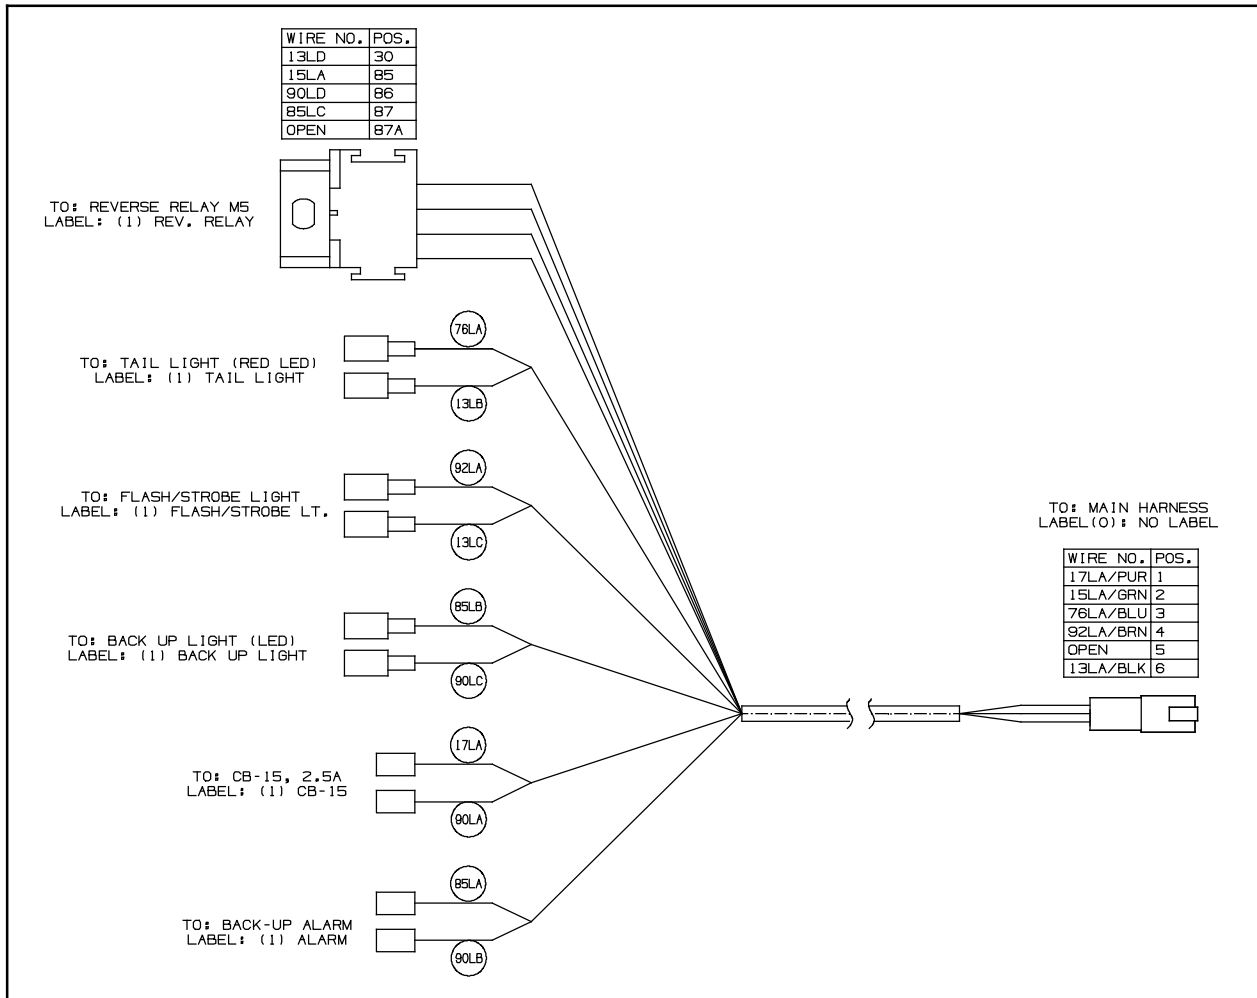 WIRE NO. POS.
13LD 30
15LA 85
90LD 86
85LC 87
OPEN 87A
TO: REVERSE RELAY M5
LABEL: (1) REV. RELAY
76LA
TO: TAIL LIGHT (RED LED)
LABEL: (1) TAIL LIGHT
13LB
92LA
TO: FLASH/STROBE LIGHT
LABEL: (1) FLASH/STROBE LT.
13LC
TO: MAIN HARNESS
LABEL(0): NO LABEL
WIRE NO. POS.
17LA/PUR 1
15LA/GRN 2
76LA/BLU 3
92LA/BRN 4
OPEN 5
13LA/BLK 6
85LB
TO: BACK UP LIGHT (LED)
LABEL: (1) BACK UP LIGHT
90LC
17LA
TO: CB-15, 2.5A
LABEL: (1) CB-15
90LA
85LA
TO: BACK-UP ALARM
LABEL: (1) ALARM
90LB